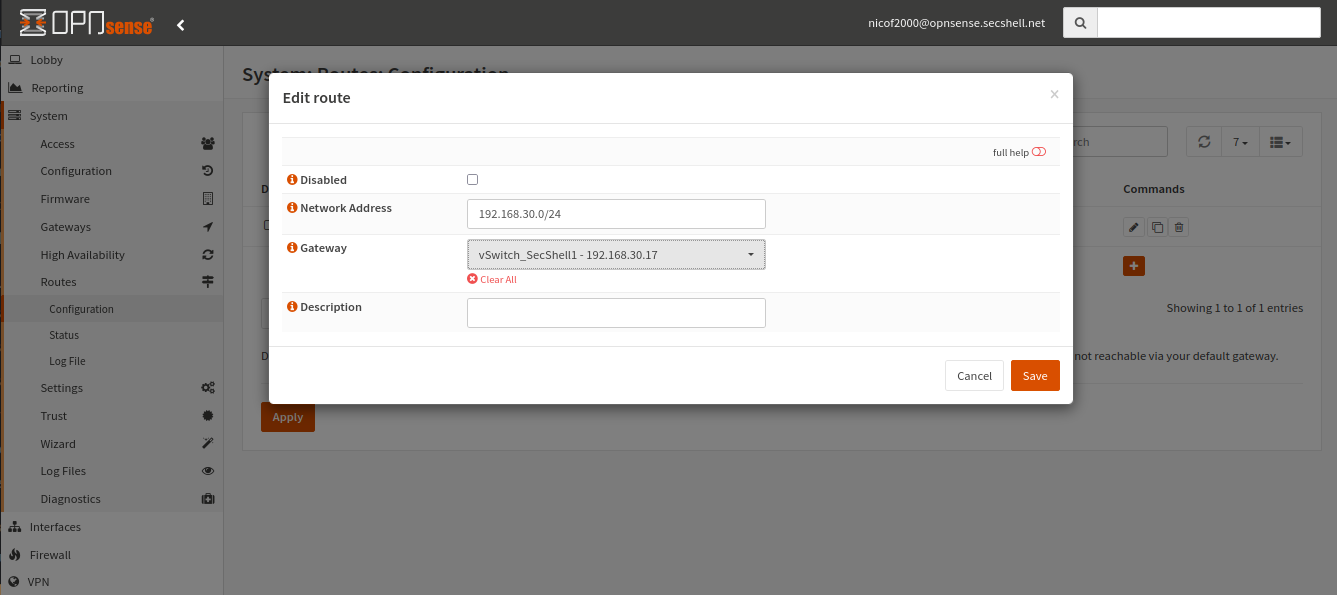 OPNsense
nicof2000@opnsense.secshell.net
Lobby
Reporting
System
Access
Configuration
Firmware
Gateways
High Availability
Routes
Configuration
Status
Log File
Settings
Trust
Wizard
Log Files
Diagnostics
Interfaces
Firewall
VPN
System: Routes: Configuration
Edit route
×
full help
Disabled
Network Address
192.168.30.0/24
Gateway
vSwitch_SecShell1 - 192.168.30.17
Clear All
Description
Cancel
Save
rch
7
D
Commands
Showing 1 to 1 of 1 entries
D
not reachable via your default gateway.
Apply